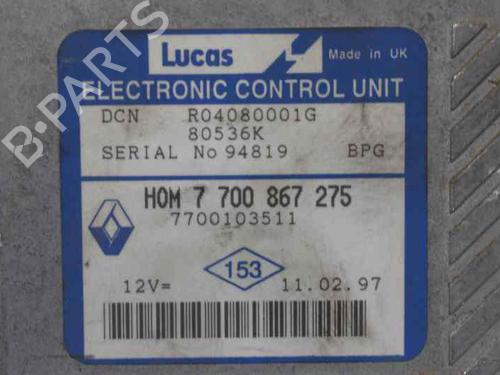 Lucas
Made in UK
ELECTRONIC CONTROL UNIT
DCN R04080001G
80536K
SERIAL No 94819 BPG
HOM 7 700 867 275
7700103511
153
12V= 11.02.97
B-PARTS